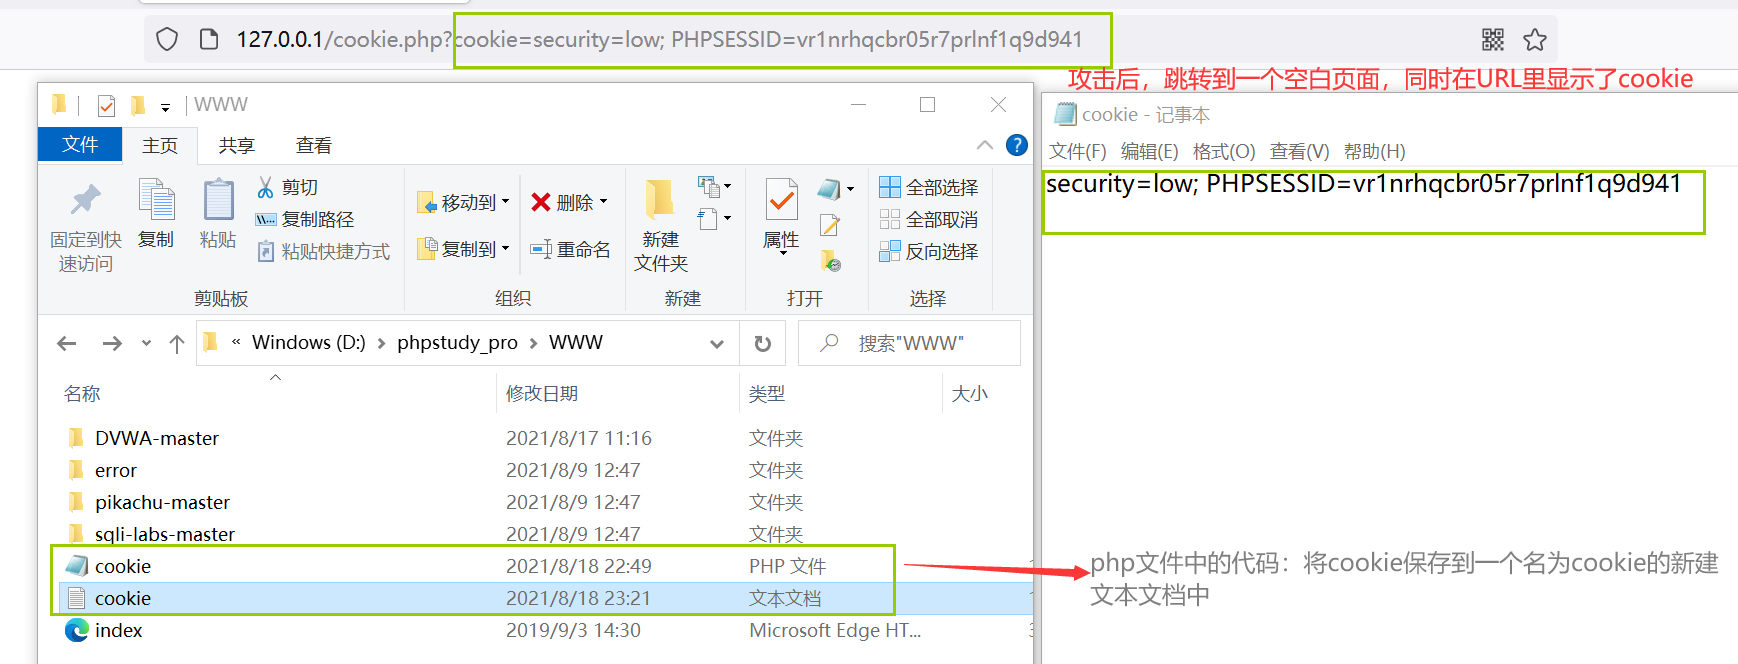 127.0.0.1/cookie.php?cookie=security=low; PHPSESSID=vr1nrhqcbr05r7prlnf1q9d941
攻击后，跳转到一个空白页面，同时在URL里显示了cookie
WWW
文件 主页 共享 查看
固定到快
速访问
复制
粘贴
剪切
复制路径
粘贴快捷方式
剪贴板
移动到
复制到
删除
重命名
组织
新建
文件夹
新建
属性
打开
全部选择
全部取消
反向选择
选择
« Windows (D:) › phpstudy_pro › WWW
搜索"WWW"
名称 修改日期 类型 大小
DVWA-master 2021/8/17 11:16 文件夹
error 2021/8/9 12:47 文件夹
pikachu-master 2021/8/9 12:47 文件夹
sqli-labs-master 2021/8/9 12:47 文件夹
cookie 2021/8/18 22:49 PHP 文件
cookie 2021/8/18 23:21 文本文档
index 2019/9/3 14:30 Microsoft Edge HT...
cookie - 记事本
文件(F) 编辑(E) 格式(O) 查看(V) 帮助(H)
security=low; PHPSESSID=vr1nrhqcbr05r7prlnf1q9d941
php文件中的代码：将cookie保存到一个名为cookie的新建
文本文档中